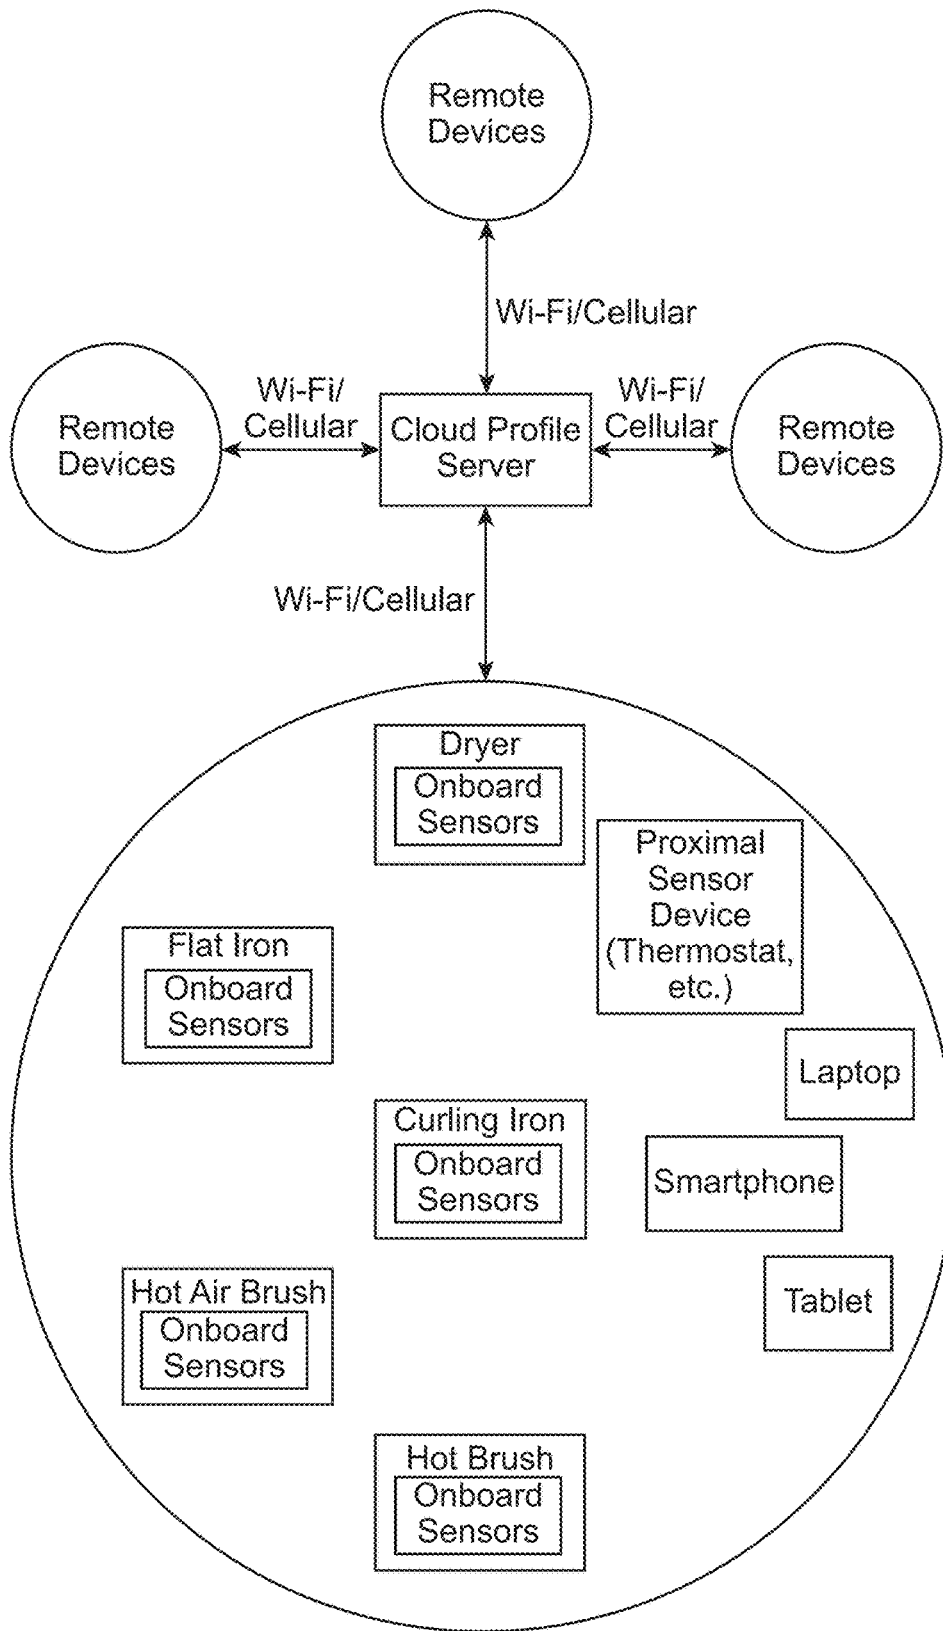 Remote
Devices
Wi-Fi/Cellular
Remote
Devices
Wi-Fi/
Cellular
Cloud Profile
Server
Wi-Fi/
Cellular
Remote
Devices
Wi-Fi/Cellular
Dryer
Onboard
Sensors
Proximal
Sensor
Device
(Thermostat,
etc.)
Flat Iron
Onboard
Sensors
Laptop
Curling Iron
Onboard
Sensors
Smartphone
Hot Air Brush
Onboard
Sensors
Tablet
Hot Brush
Onboard
Sensors